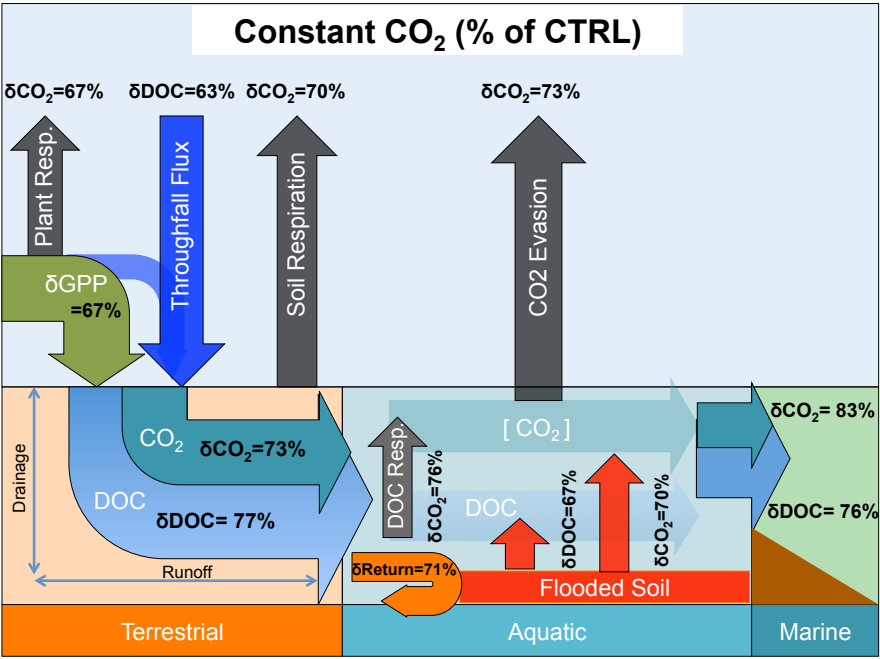 Constant CO₂ (% of CTRL)
δCO₂=67%
δDOC=63%
δCO₂=70%
δCO₂=73%
Plant Resp.
Throughfall Flux
Soil Respiration
CO2 Evasion
δGPP
=67%
CO₂
δCO₂=73%
DOC
δDOC= 77%
Drainage
Runoff
DOC Resp.
δCO₂=76%
[ CO₂ ]
DOC
δDOC=67%
δCO₂=70%
δReturn=71%
Flooded Soil
δCO₂= 83%
δDOC= 76%
Terrestrial
Aquatic
Marine